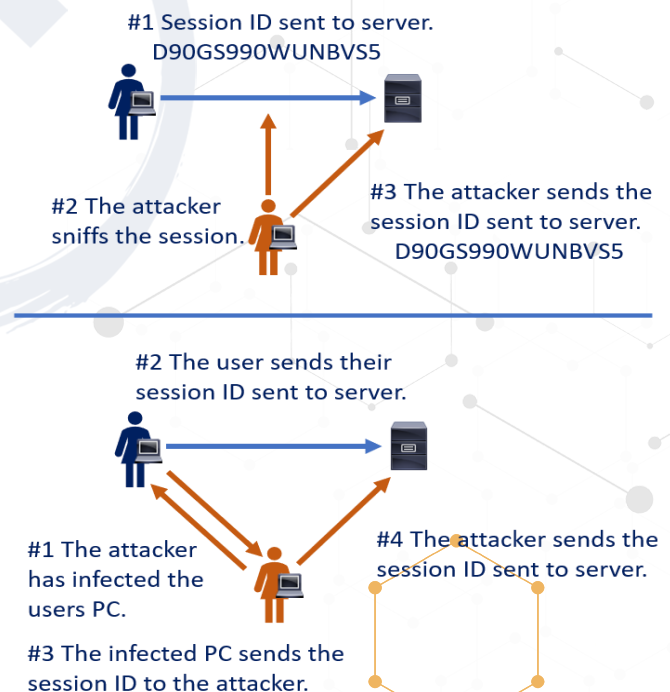 #1 Session ID sent to server.
D90GS990WUNBVS5
#2 The attacker
sniffs the session.
#3 The attacker sends the
session ID sent to server.
D90GS990WUNBVS5
#2 The user sends their
session ID sent to server.
#1 The attacker
has infected the
users PC.
#4 The attacker sends the
session ID sent to server.
#3 The infected PC sends the
session ID to the attacker.